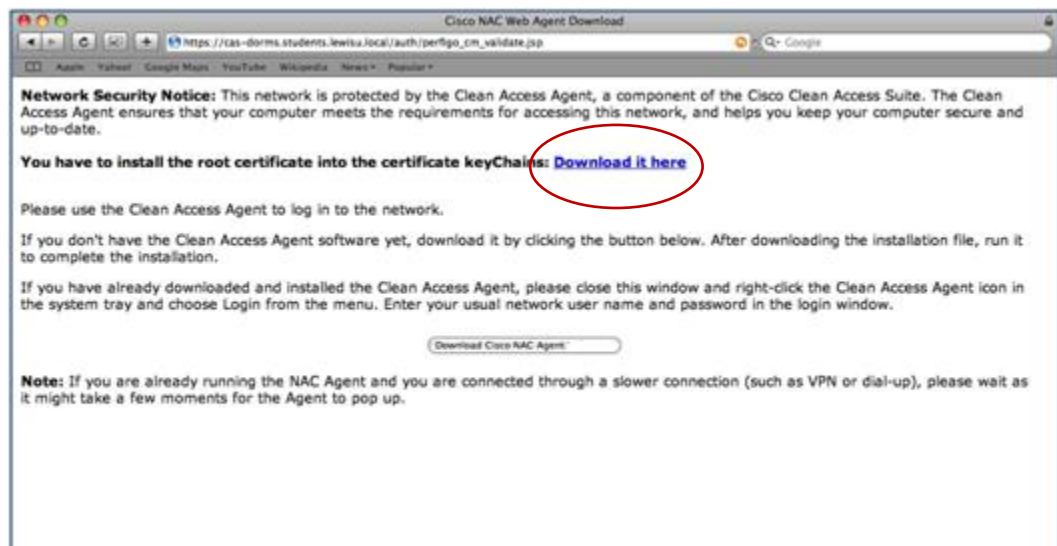 Cisco NAC Web Agent Download
https://cas-dorms.students.lewisu.local/auth/perfigo_cm_validate.jsp
Google
Apple Yahoo! Google Maps YouTube Wikipedia News Popular
Network Security Notice: This network is protected by the Clean Access Agent, a component of the Cisco Clean Access Suite. The Clean
Access Agent ensures that your computer meets the requirements for accessing this network, and helps you keep your computer secure and
up-to-date.
You have to install the root certificate into the certificate keyChains: Download it here
Please use the Clean Access Agent to log in to the network.
If you don't have the Clean Access Agent software yet, download it by clicking the button below. After downloading the installation file, run it
to complete the installation.
If you have already downloaded and installed the Clean Access Agent, please close this window and right-click the Clean Access Agent icon in
the system tray and choose Login from the menu. Enter your usual network user name and password in the login window.
Download Cisco NAC Agent
Note: If you are already running the NAC Agent and you are connected through a slower connection (such as VPN or dial-up), please wait as
it might take a few moments for the Agent to pop up.